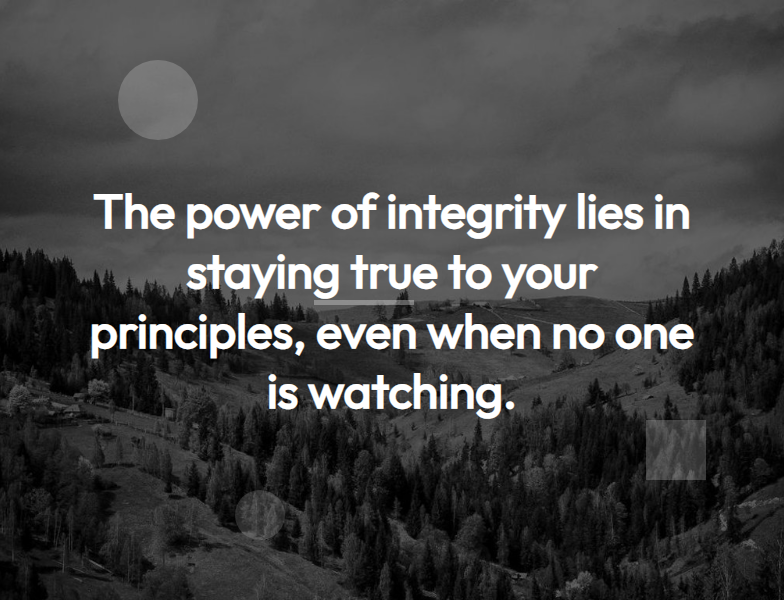 The power of integrity lies in
staying true to your
principles, even when no one
is watching.